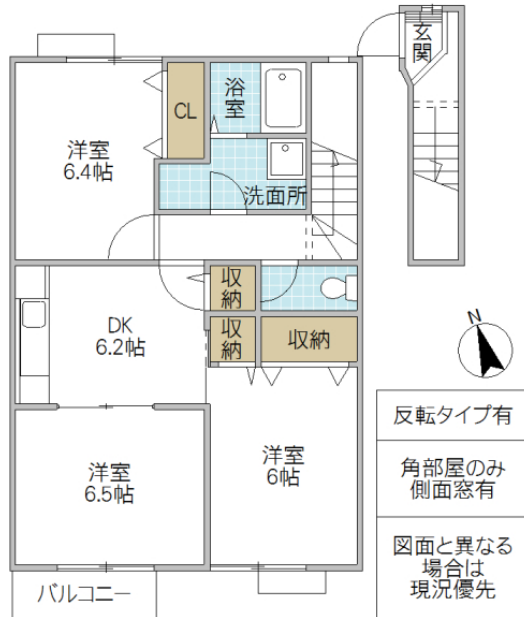 玄
関
浴
室
CL
洋室
6.4帖
洗面所
収
納
DK
6.2帖
収
納
収納
N
洋室
6.5帖
洋室
6帖
バルコニー
反転タイプ有
角部屋のみ
側面窓有
図面と異なる
場合は
現況優先